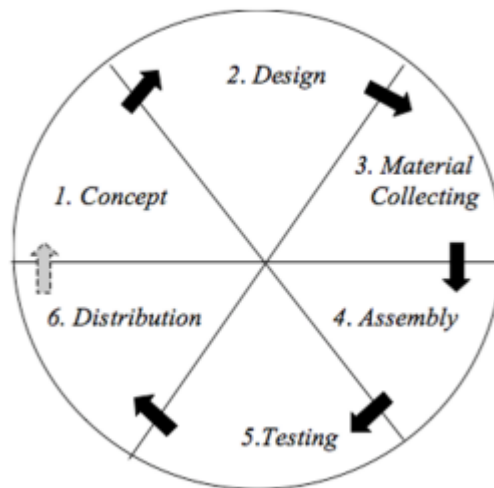 1. Concept
2. Design
3. Material
Collecting
4. Assembly
5.Testing
6. Distribution